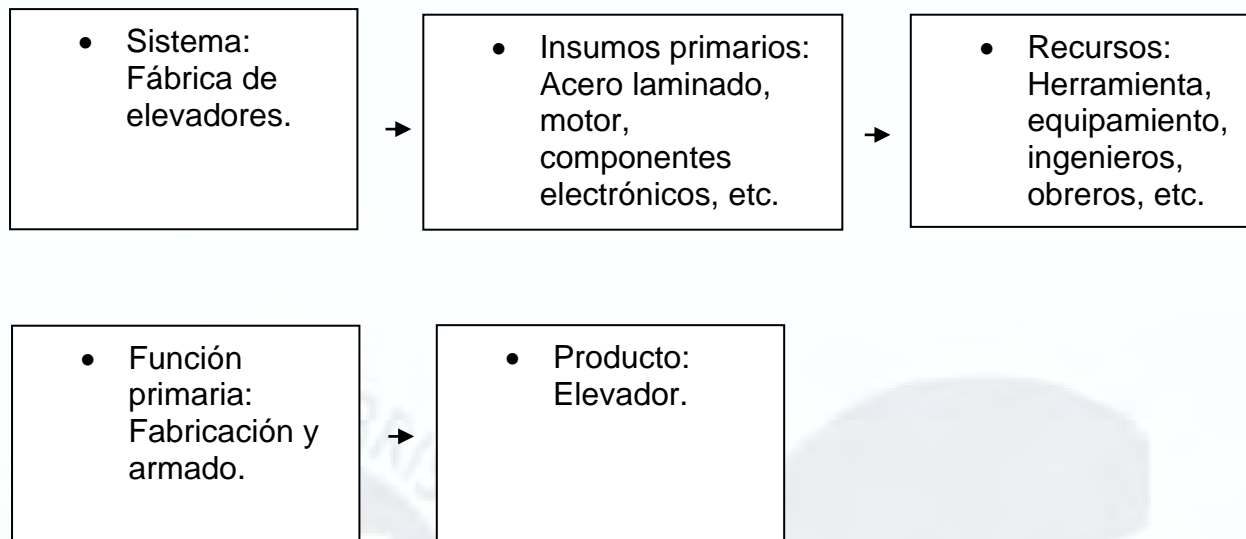 • Sistema:
Fábrica de
elevadores.
• Insumos primarios:
Acero laminado,
motor,
componentes
electrónicos, etc.
• Recursos:
Herramienta,
equipamiento,
ingenieros,
obreros, etc.
• Función
primaria:
Fabricación y
armado.
• Producto:
Elevador.